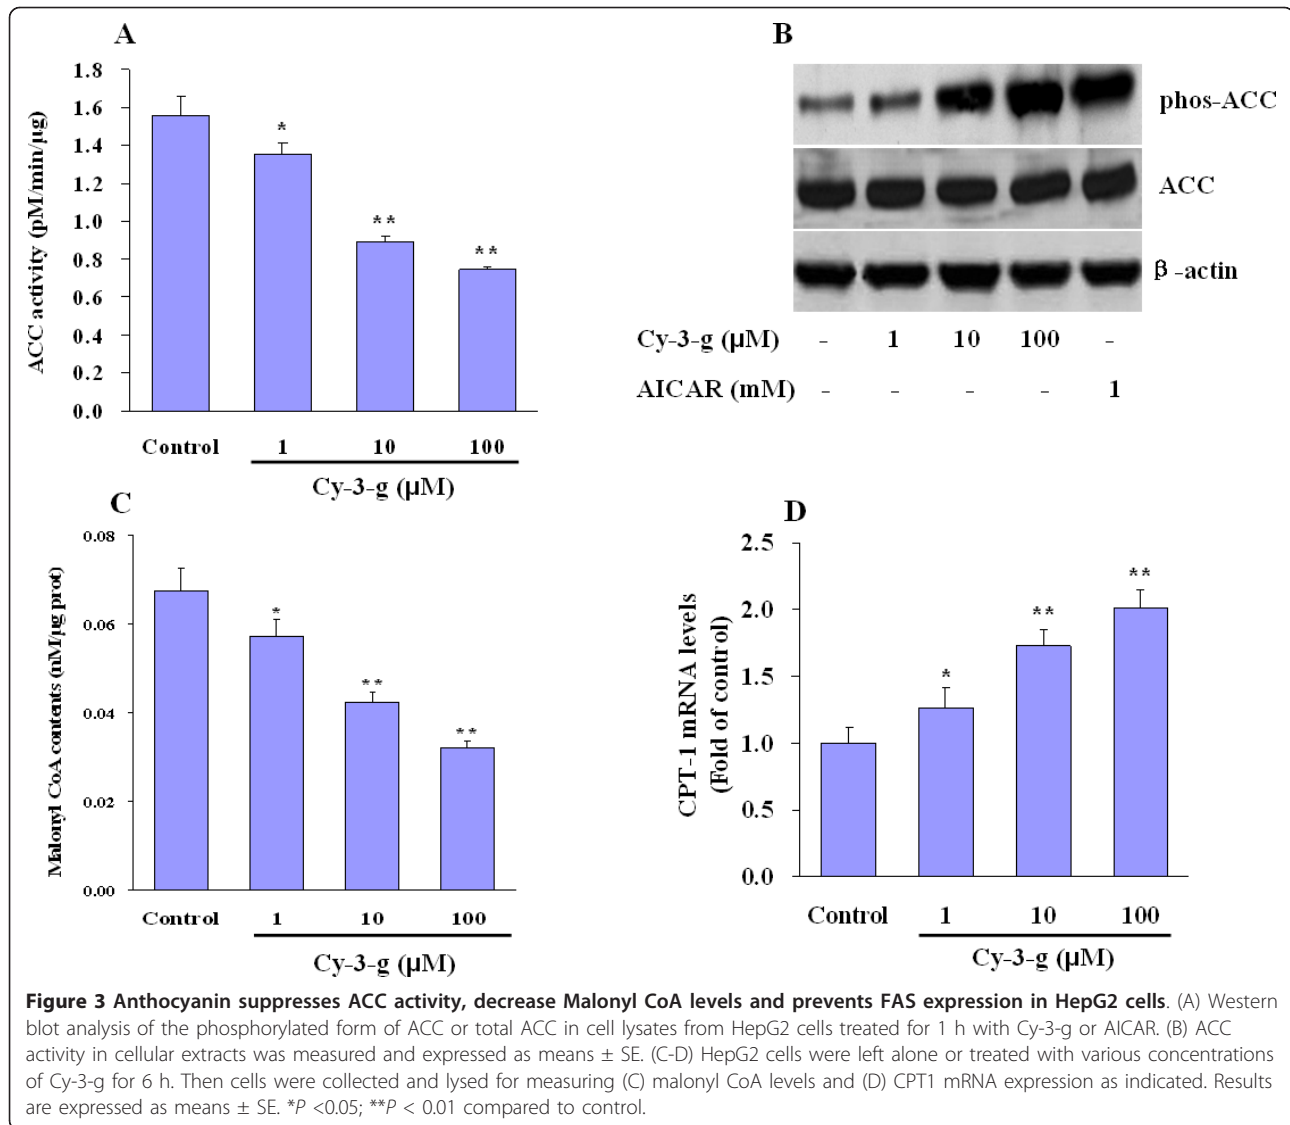 A
1.8
1.6
1.4
1.2
1.0
0.8
0.6
0.4
0.2
0.0
ACC activity (pM/min/µg)
*
**
**
Control 1 10 100
Cy-3-g (µM)
B
phos-ACC
ACC
β-actin
Cy-3-g (µM) - 1 10 100 -
AICAR (mM) - - - - 1
C
0.08
0.06
0.04
0.02
0.00
Malonyl CoA contents (nM/µg prot)
*
**
**
Control 1 10 100
Cy-3-g (µM)
D
2.5
2.0
1.5
1.0
0.5
0.0
CPT-1 mRNA levels
(Fold of control)
*
**
**
Control 1 10 100
Cy-3-g (µM)
Figure 3 Anthocyanin suppresses ACC activity, decrease Malonyl CoA levels and prevents FAS expression in HepG2 cells. (A) Western
blot analysis of the phosphorylated form of ACC or total ACC in cell lysates from HepG2 cells treated for 1 h with Cy-3-g or AICAR. (B) ACC
activity in cellular extracts was measured and expressed as means ± SE. (C-D) HepG2 cells were left alone or treated with various concentrations
of Cy-3-g for 6 h. Then cells were collected and lysed for measuring (C) malonyl CoA levels and (D) CPT1 mRNA expression as indicated. Results
are expressed as means ± SE. *P <0.05; **P < 0.01 compared to control.